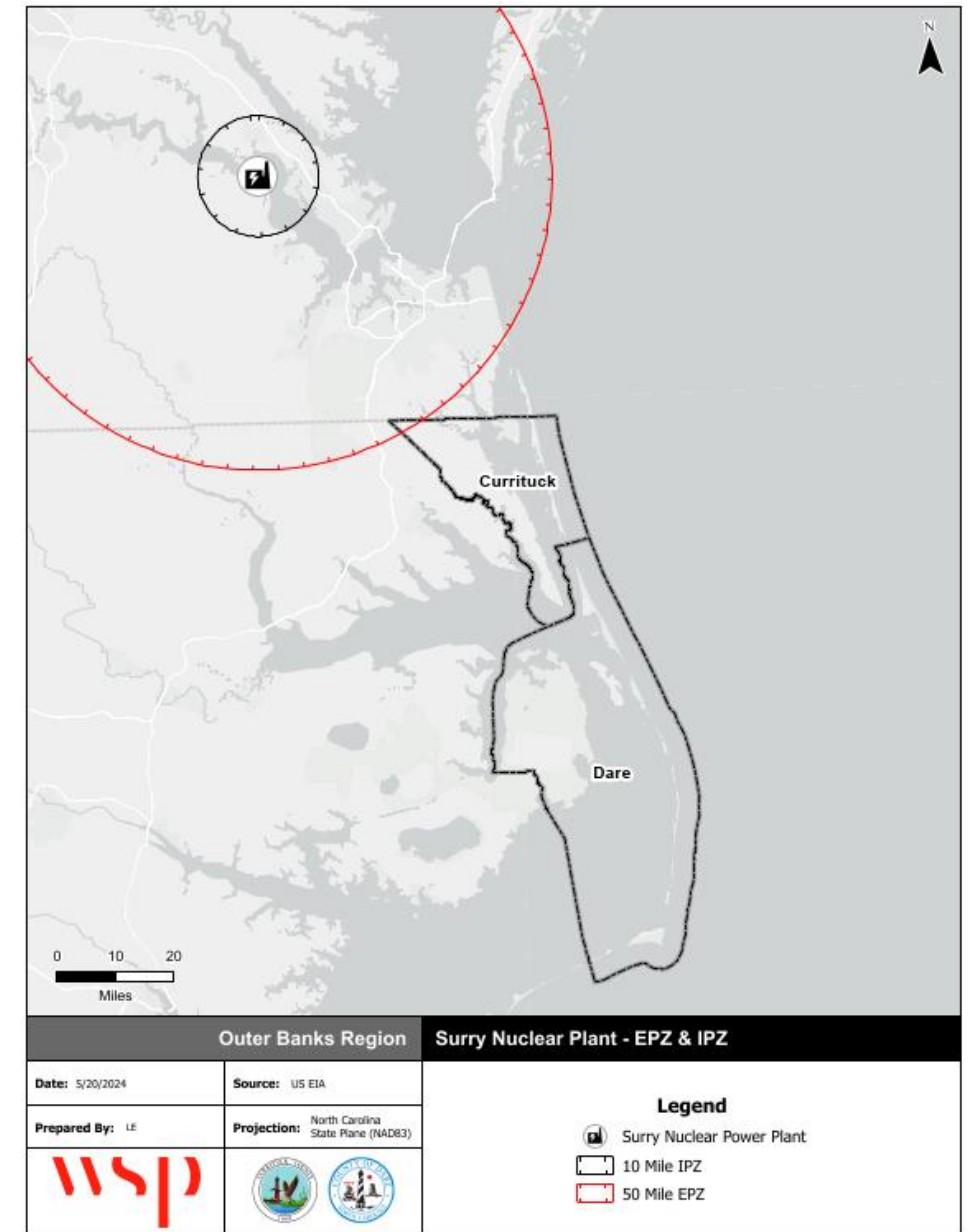 N
Currituck
Dare
0 10 20
Miles
Outer Banks Region
Surry Nuclear Plant - EPZ & IPZ
Date: 5/20/2024
Source: US EIA
Prepared By: LE
Projection: North Carolina
State Plane (NAD83)
wsp
Legend
Surry Nuclear Power Plant
10 Mile IPZ
50 Mile EPZ